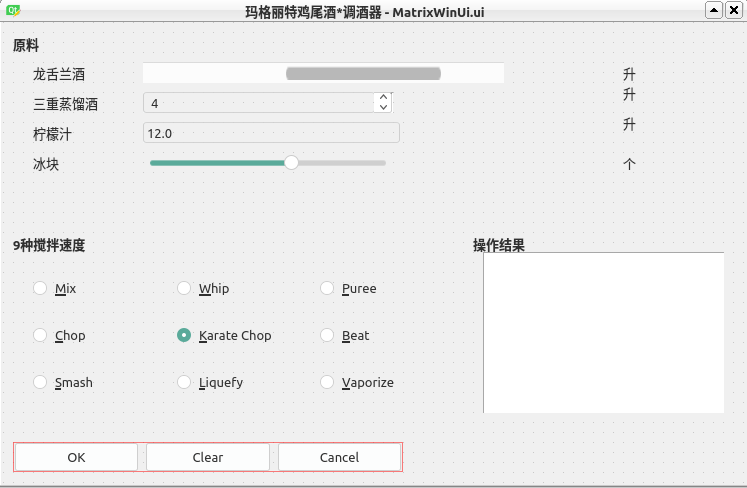 玛格丽特鸡尾酒*调酒器 - MatrixWinUi.ui
原料
龙舌兰酒 升
三重蒸馏酒 4 升
柠檬汁 12.0 升
冰块 个
9种搅拌速度 操作结果
Mix Whip Puree
Chop Karate Chop Beat
Smash Liquefy Vaporize
OK Clear Cancel